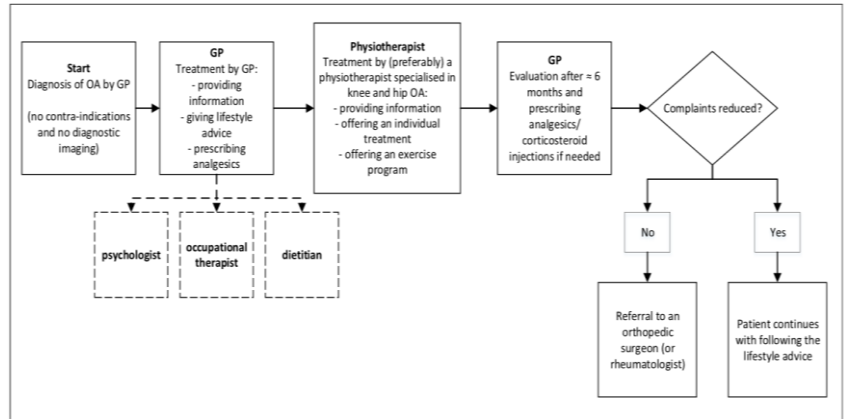 Start
Diagnosis of OA by GP
(no contra-indications
and no diagnostic
imaging)
GP
Treatment by GP:
- providing
information
- giving lifestyle
advice
- prescribing
analgesics
Physiotherapist
Treatment by (preferably) a
physiotherapist specialised in
knee and hip OA:
- providing information
- offering an individual
treatment
- offering an exercise
program
GP
Evaluation after ≈ 6
months and
prescribing
analgesics/
corticosteroid
injections if needed
Complaints reduced?
psychologist
occupational
therapist
dietitian
No
Yes
Referral to an
orthopedic
surgeon (or
rheumatologist)
Patient continues
with following the
lifestyle advice